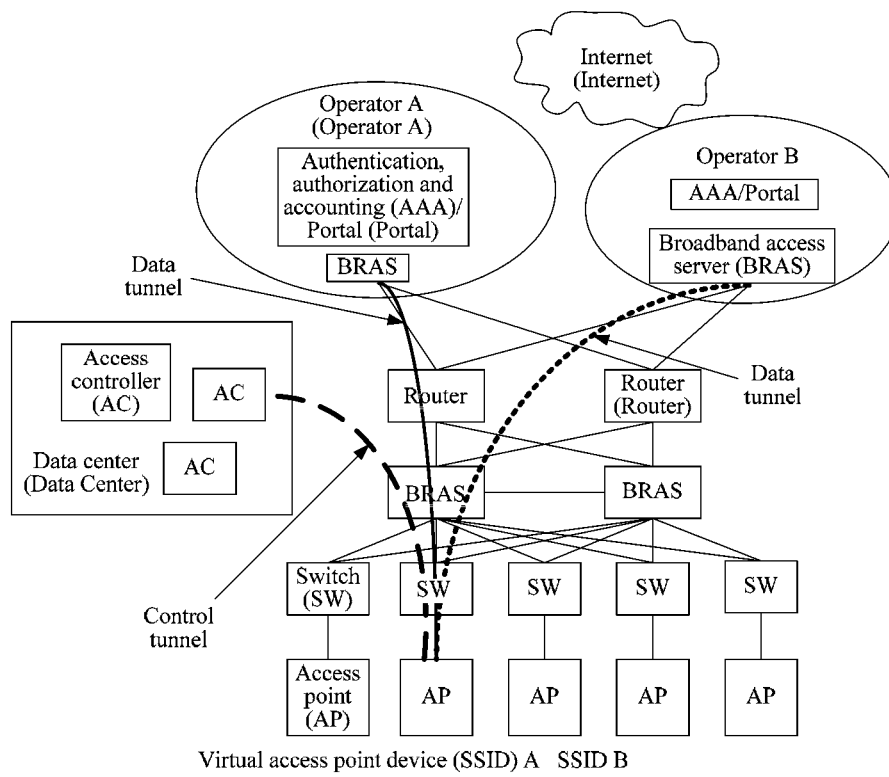 Internet
(Internet)
Operator A
(Operator A)
Authentication,
authorization and
accounting (AAA)/
Portal (Portal)
BRAS
Operator B
AAA/Portal
Broadband access
server (BRAS)
Data
tunnel
Access
controller
(AC)
AC
Data center
(Data Center)
AC
Router
Router
(Router)
Data
tunnel
BRAS
BRAS
Control
tunnel
Switch
(SW)
SW
SW
SW
SW
Access
point
(AP)
AP
AP
AP
AP
Virtual access point device (SSID) A SSID B